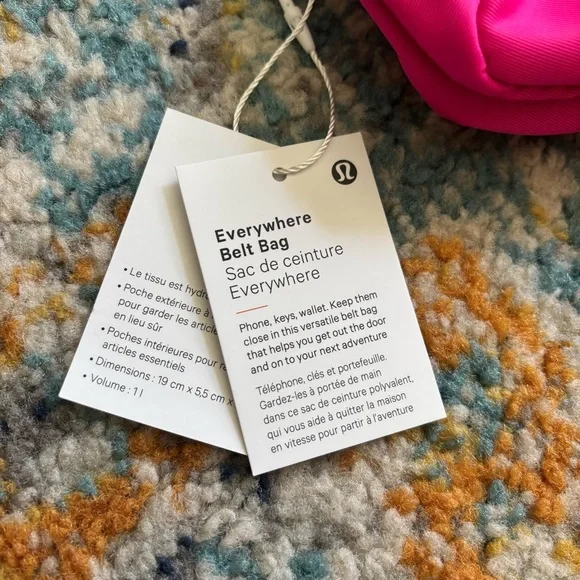 Everywhere
Belt Bag
Sac de ceinture
Everywhere
Phone, keys, wallet. Keep them
close in this versatile belt bag
that helps you get out the door
and on to your next adventure
Téléphone, clés et portefeuille.
Gardez-les à portée de main
dans ce sac de ceinture polyvalent,
qui vous aide à quitter la maison
en vitesse pour partir à l'aventure
• Le tissu est
• Poche extérieure à
pour garder les
en lieu sûr
• Poches intérieures pour
articles essentiels
• Dimensions : 19 cm x 5,5 cm x
• Volume : 1 l